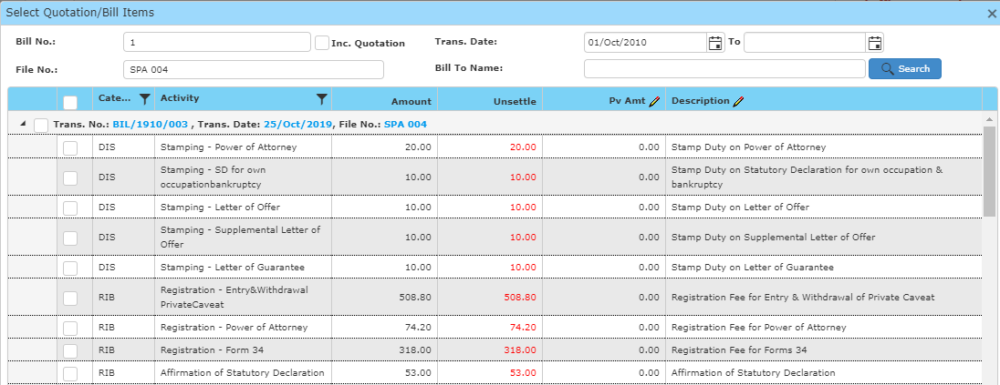 Select Quotation/Bill Items
Bill No.: 1 Inc. Quotation Trans. Date: 01/Oct/2010 To
File No.: SPA 004 Bill To Name: Search
Cate... Activity Amount Unsettle Pv Amt Description
Trans. No.: BIL/1910/003 , Trans. Date: 25/Oct/2019, File No.: SPA 004
DIS Stamping - Power of Attorney 20.00 20.00 0.00 Stamp Duty on Power of Attorney
DIS Stamping - SD for own occupationbankruptcy 10.00 10.00 0.00 Stamp Duty on Statutory Declaration for own occupation & bankruptcy
DIS Stamping - Letter of Offer 10.00 10.00 0.00 Stamp Duty on Letter of Offer
DIS Stamping - Supplemental Letter of Offer 10.00 10.00 0.00 Stamp Duty on Supplemental Letter of Offer
DIS Stamping - Letter of Guarantee 10.00 10.00 0.00 Stamp Duty on Letter of Guarantee
RIB Registration - Entry&Withdrawal PrivateCaveat 508.80 508.80 0.00 Registration Fee for Entry & Withdrawal of Private Caveat
RIB Registration - Power of Attorney 74.20 74.20 0.00 Registration Fee for Power of Attorney
RIB Registration - Form 34 318.00 318.00 0.00 Registration Fee for Forms 34
RIB Affirmation of Statutory Declaration 53.00 53.00 0.00 Affirmation of Statutory Declaration